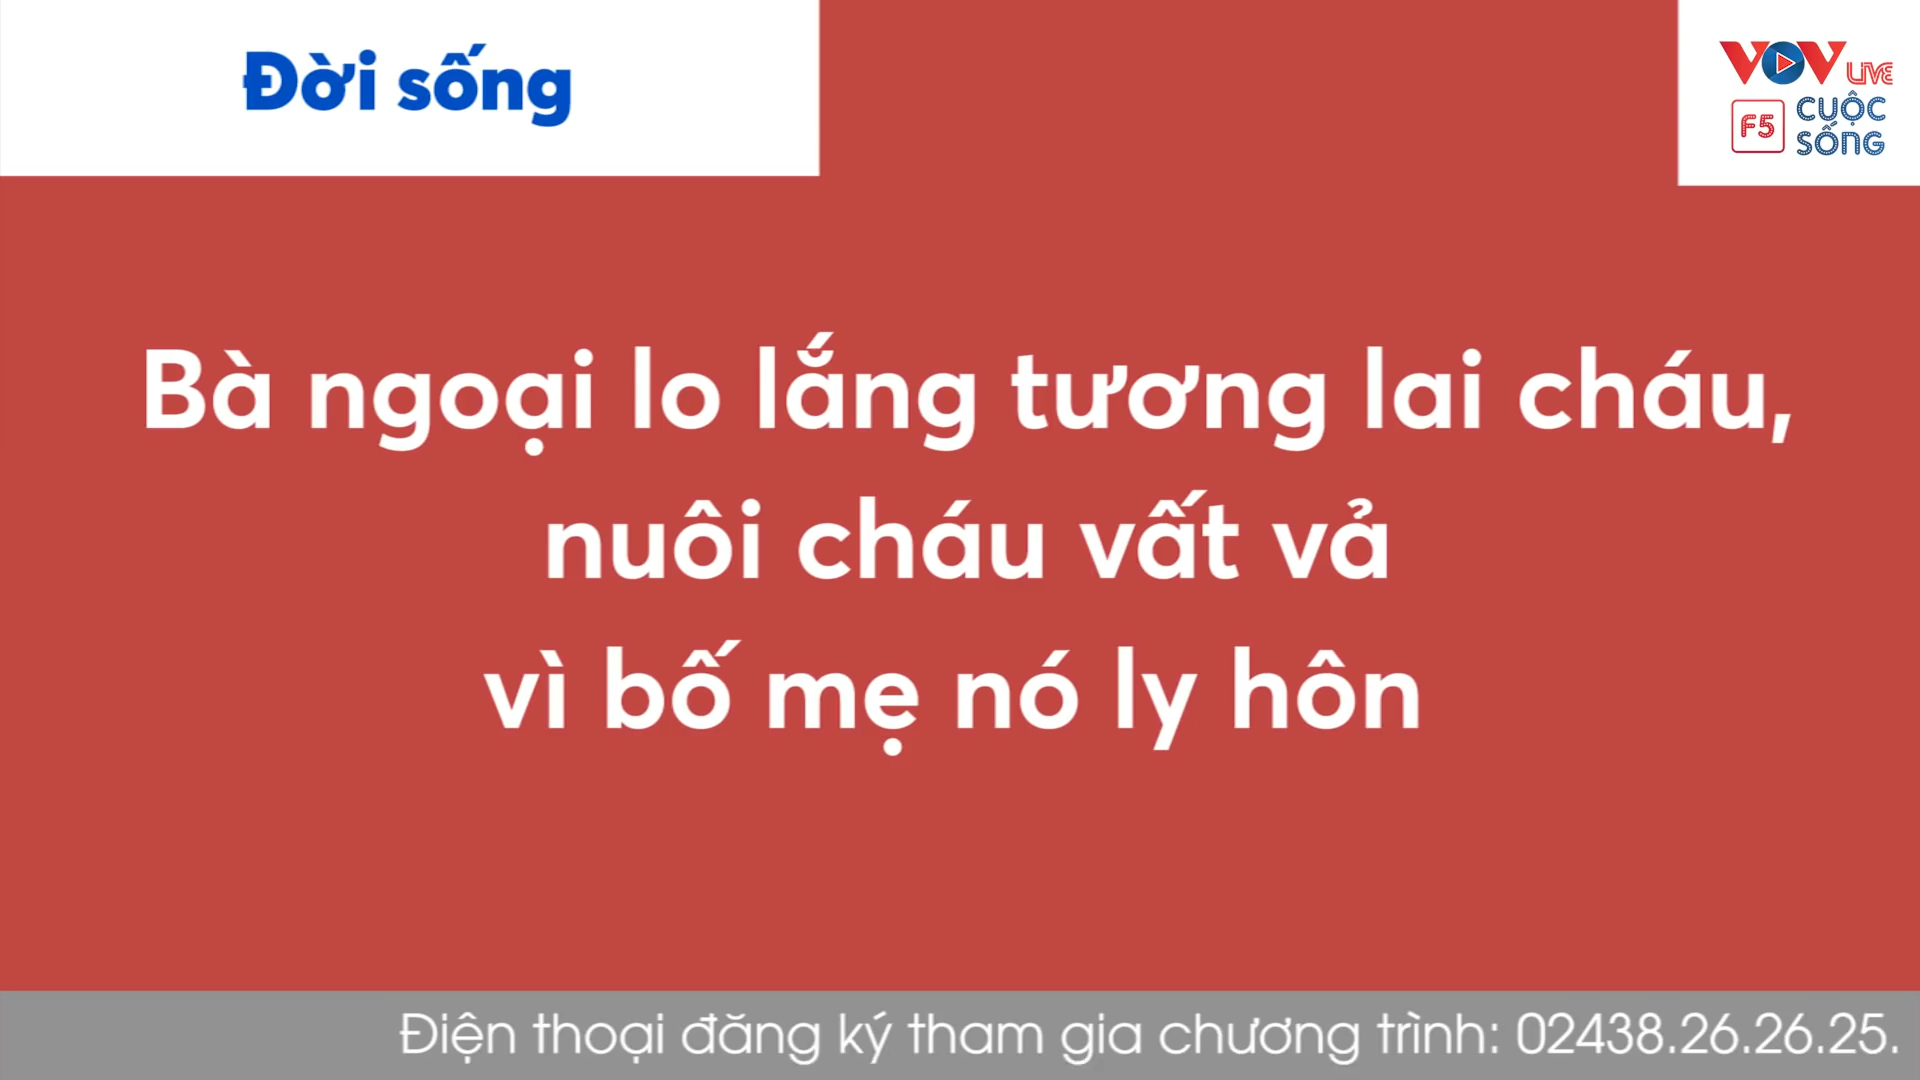 Đời sống
VOV LIVE
F5 CUỘC
SỐNG
Bà ngoại lo lắng tương lai cháu,
nuôi cháu vất vả
vì bố mẹ nó ly hôn
Điện thoại đăng ký tham gia chương trình: 02438.26.26.25.